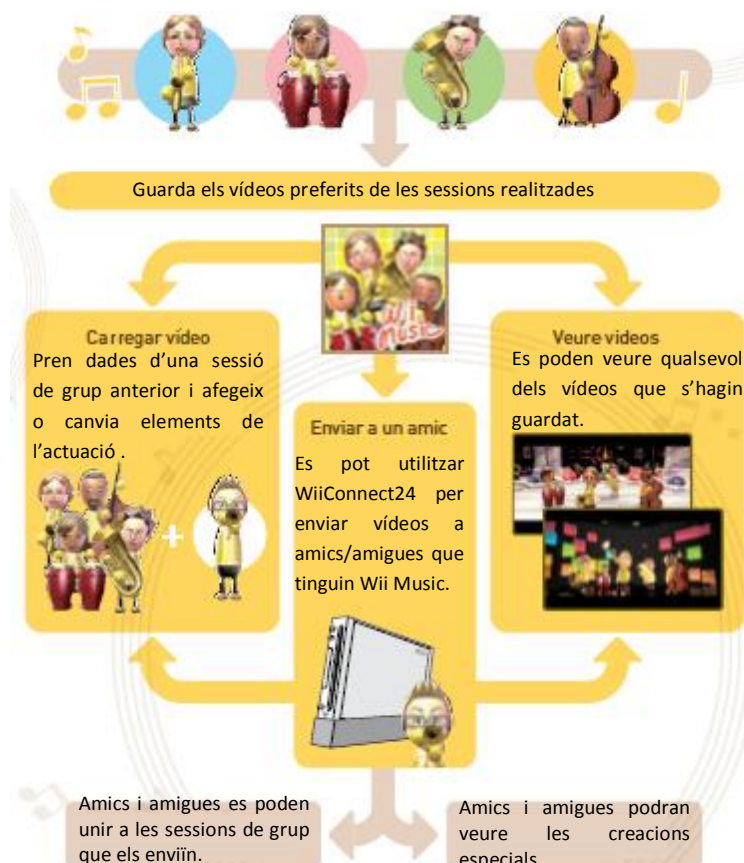 Guarda els vídeos preferits de les sessions realitzades
Wii
Music
Carregar vídeo
Pren dades d’una sessió
de grup anterior i afegeix
o canvia elements de
l’actuació .
+
Enviar a un amic
Es pot utilitzar
WiiConnect24 per
enviar vídeos a
amics/amigues que
tinguin Wii Music.
Veure videos
Es poden veure qualsevol
dels vídeos que s’hagin
guardat.
Amics i amigues es poden
unir a les sessions de grup
que els enviïn.
Amics i amigues podran
veure les creacions
especials